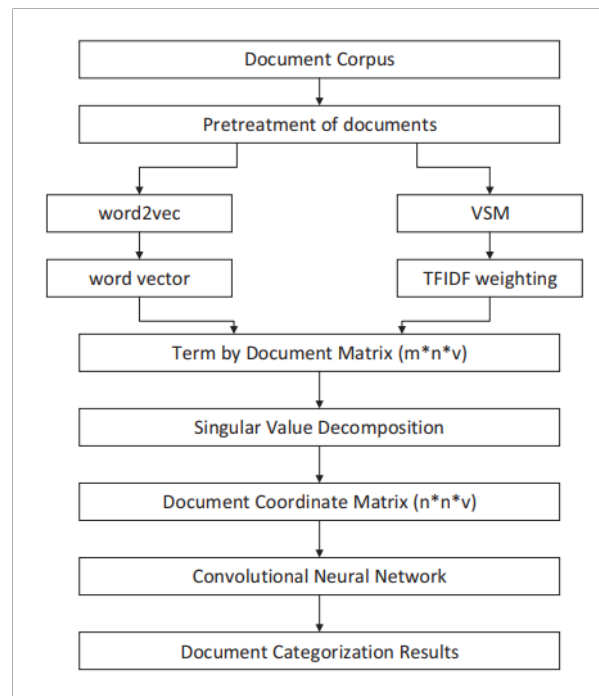 Document Corpus
Pretreatment of documents
word2vec
VSM
word vector
TFIDF weighting
Term by Document Matrix (m*n*v)
Singular Value Decomposition
Document Coordinate Matrix (n*n*v)
Convolutional Neural Network
Document Categorization Results